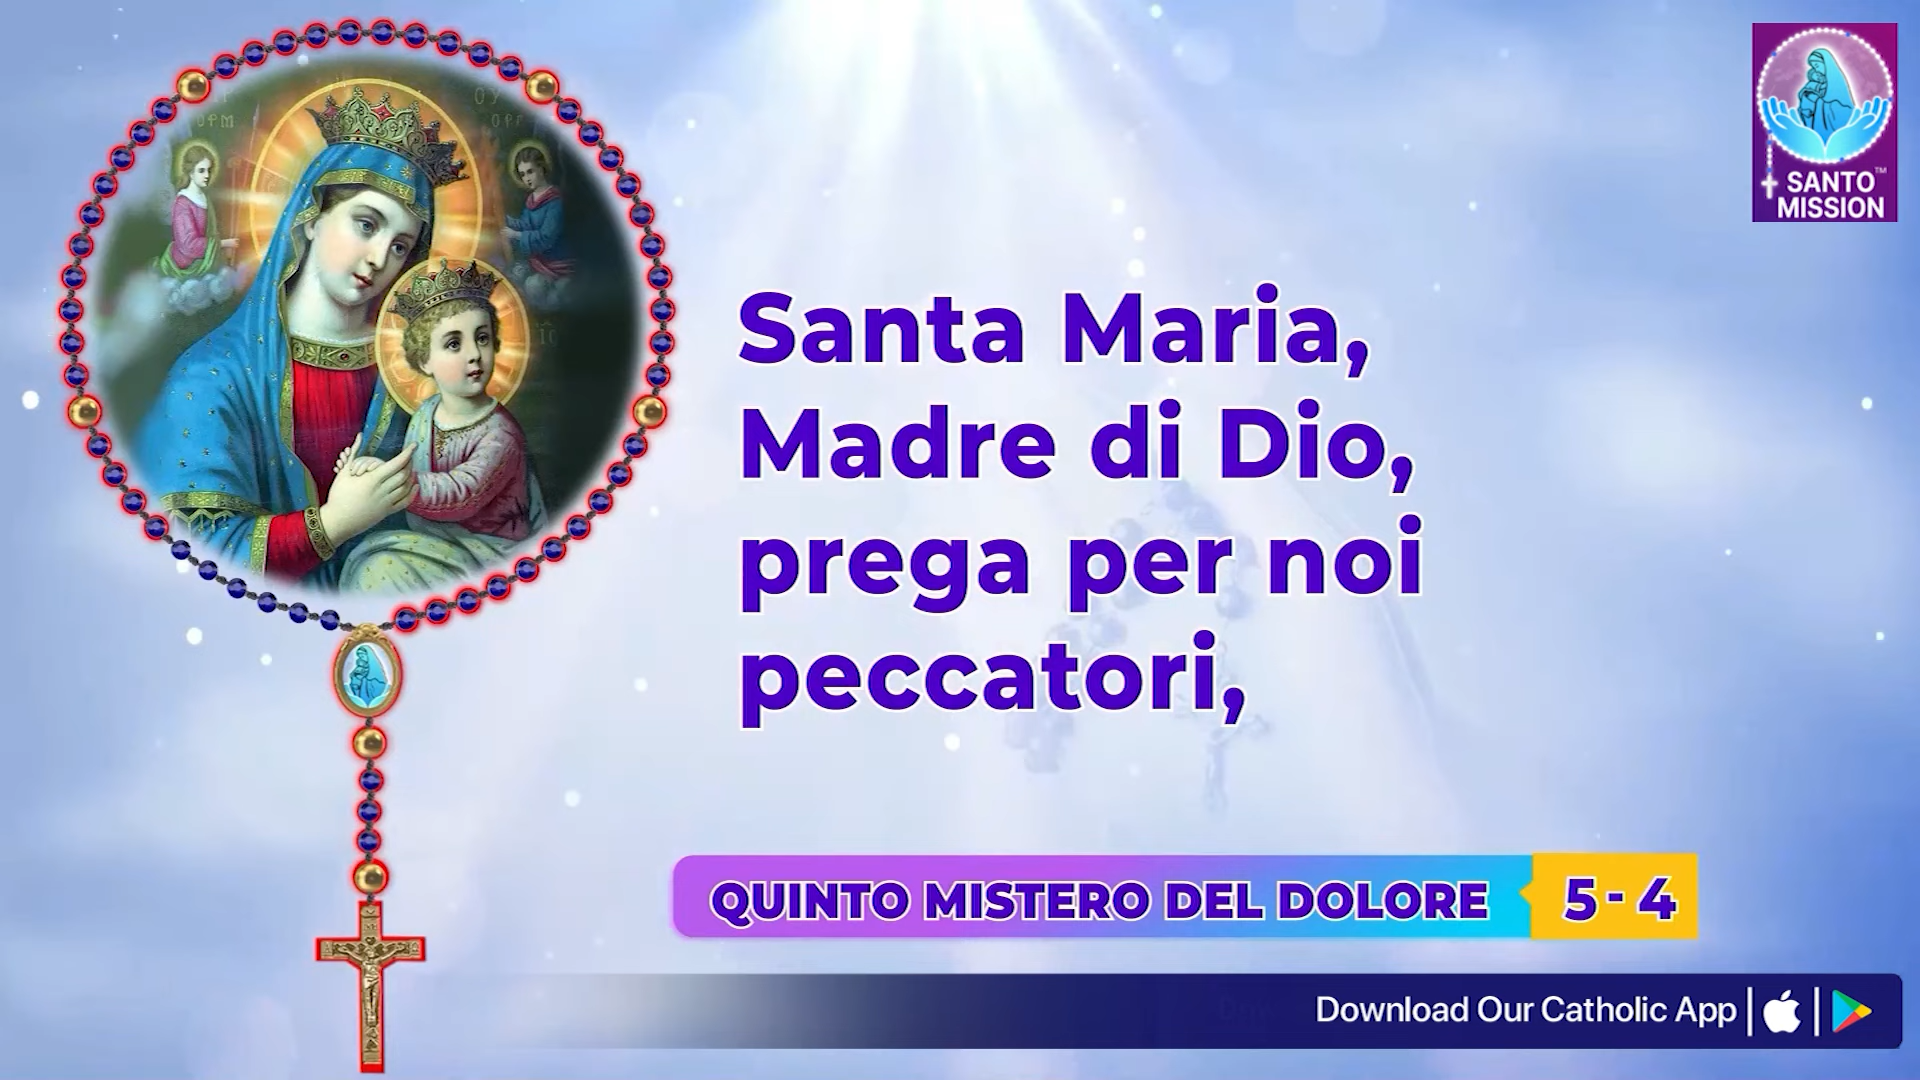 SANTO
MISSION
TM
Santa Maria,
Madre di Dio,
prega per noi
peccatori,
QUINTO MISTERO DEL DOLORE
5 - 4
Download Our Catholic App